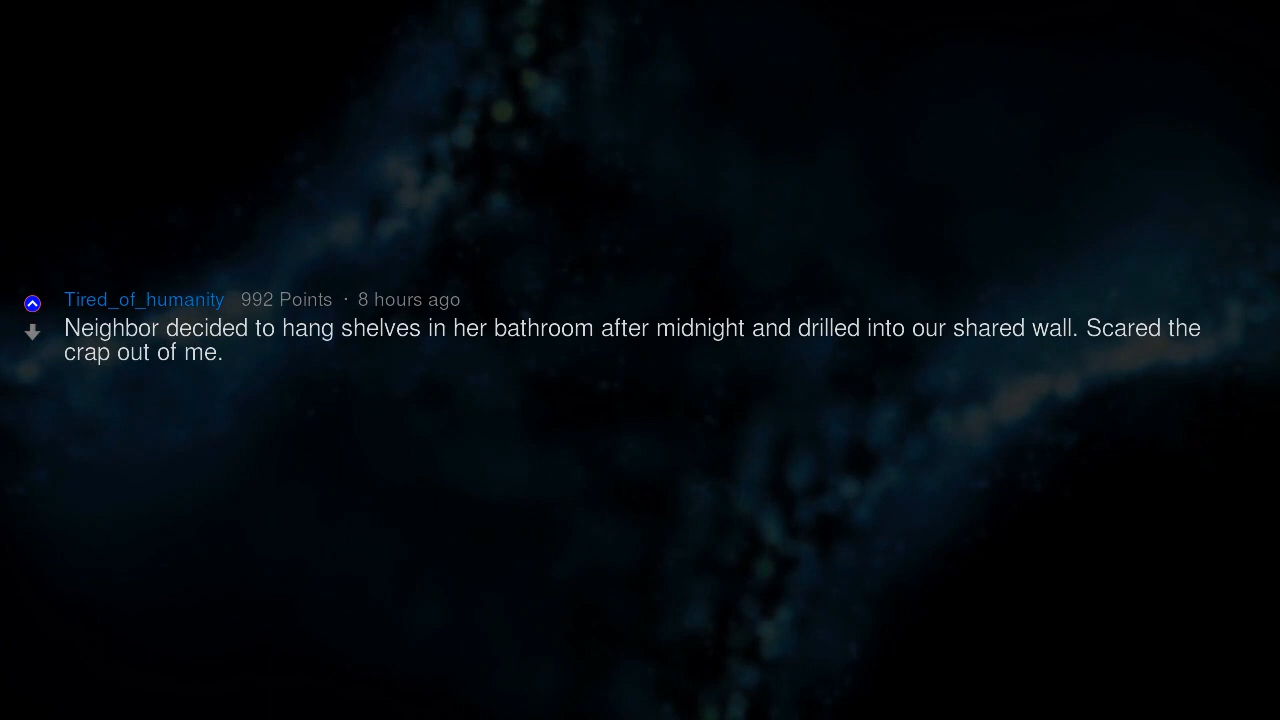 Tired_of_humanity 992 Points · 8 hours ago
Neighbor decided to hang shelves in her bathroom after midnight and drilled into our shared wall. Scared the
crap out of me.